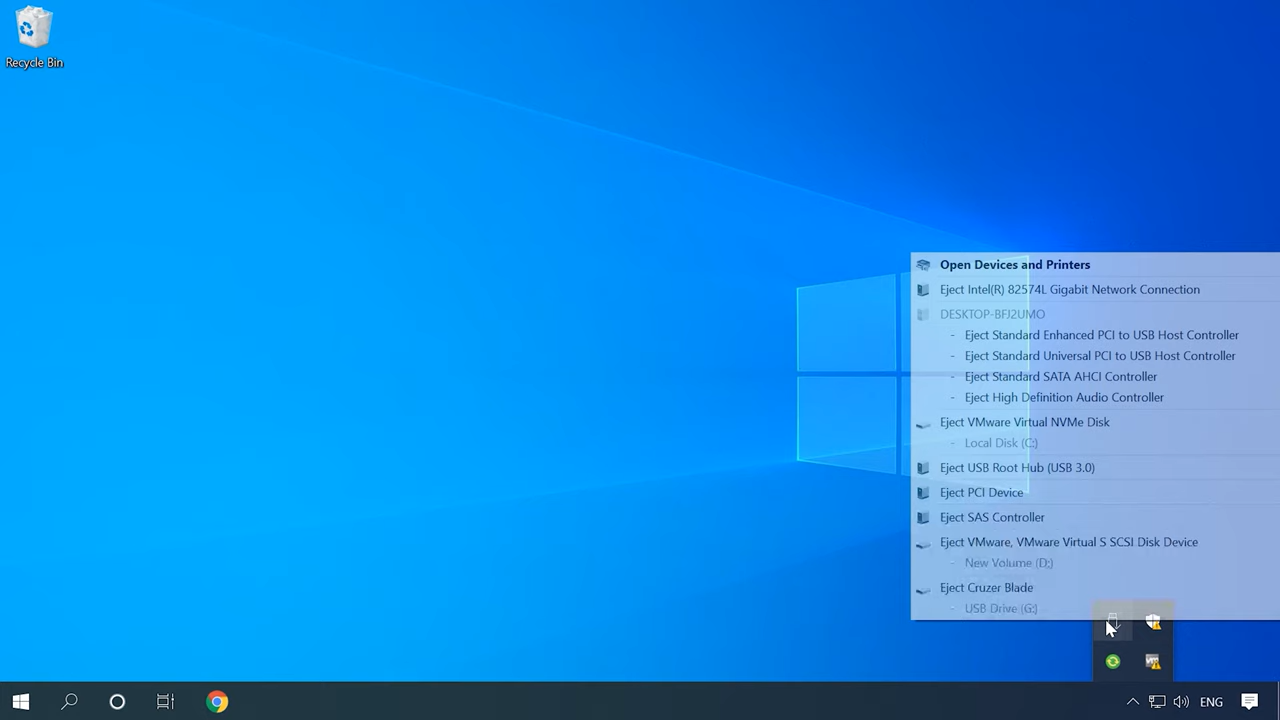 Recycle Bin
Open Devices and Printers
Eject Intel(R) 82574L Gigabit Network Connection
DESKTOP-BFJ2UMO
- Eject Standard Enhanced PCI to USB Host Controller
- Eject Standard Universal PCI to USB Host Controller
- Eject Standard SATA AHCI Controller
- Eject High Definition Audio Controller
Eject VMware Virtual NVMe Disk
- Local Disk (C:)
Eject USB Root Hub (USB 3.0)
Eject PCI Device
Eject SAS Controller
Eject VMware, VMware Virtual S SCSI Disk Device
- New Volume (D:)
Eject Cruzer Blade
- USB Drive (G:)
ENG